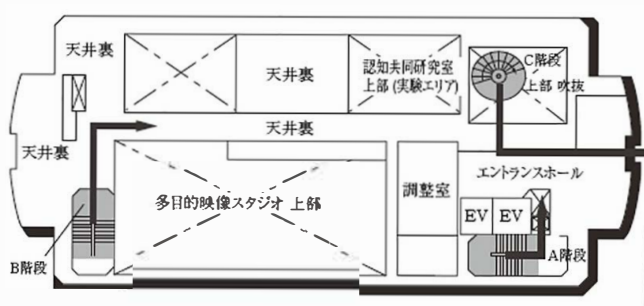 天井裏
天井裏
認知共同研究室
上部 (実験エリア)
C階段
上部 吹抜
天井裏
天井裏
エントランスホール
調整室
多目的映像スタジオ 上部
EV
EV
B階段
A階段